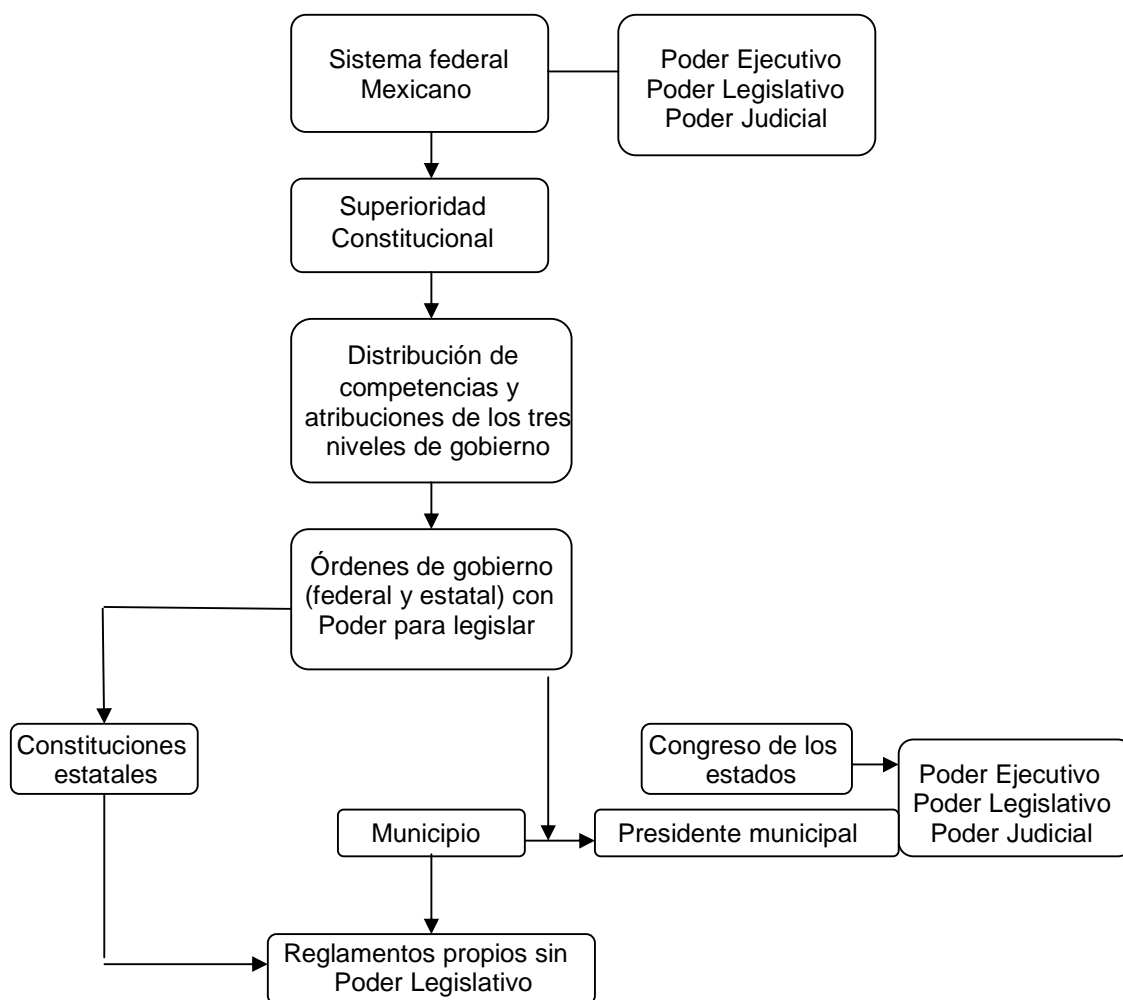 Sistema federal
Mexicano
Poder Ejecutivo
Poder Legislativo
Poder Judicial
Superioridad
Constitucional
Distribución de
competencias y
atribuciones de los tres
niveles de gobierno
Órdenes de gobierno
(federal y estatal) con
Poder para legislar
Constituciones
estatales
Congreso de los
estados
Poder Ejecutivo
Poder Legislativo
Poder Judicial
Municipio
Presidente municipal
Reglamentos propios sin
Poder Legislativo